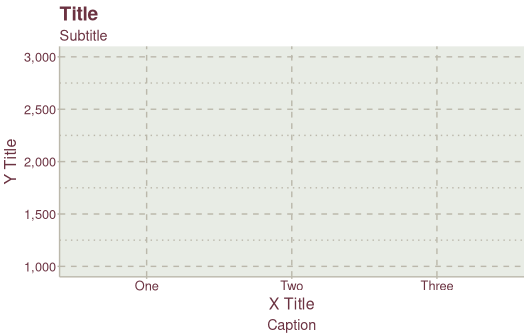 Title
Subtitle
3,000
2,500
2,000
1,500
1,000
Y Title
One Two Three
X Title
Caption